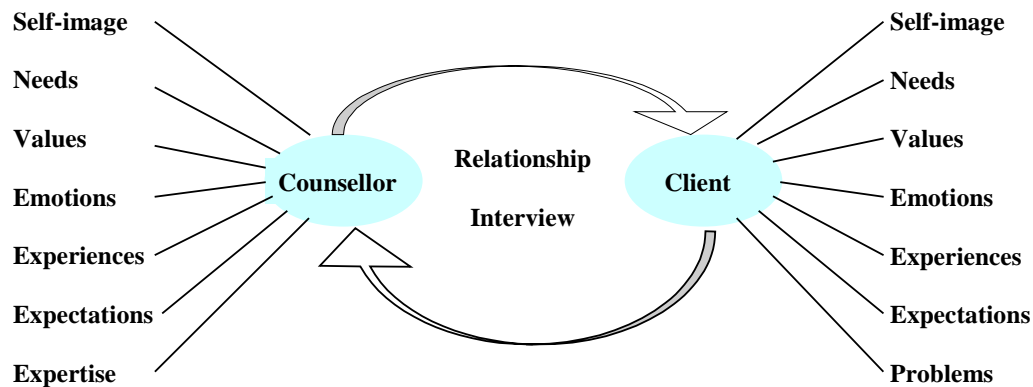 Self-image
Needs
Values
Emotions
Experiences
Expectations
Expertise
Counsellor
Relationship
Interview
Client
Self-image
Needs
Values
Emotions
Experiences
Expectations
Problems